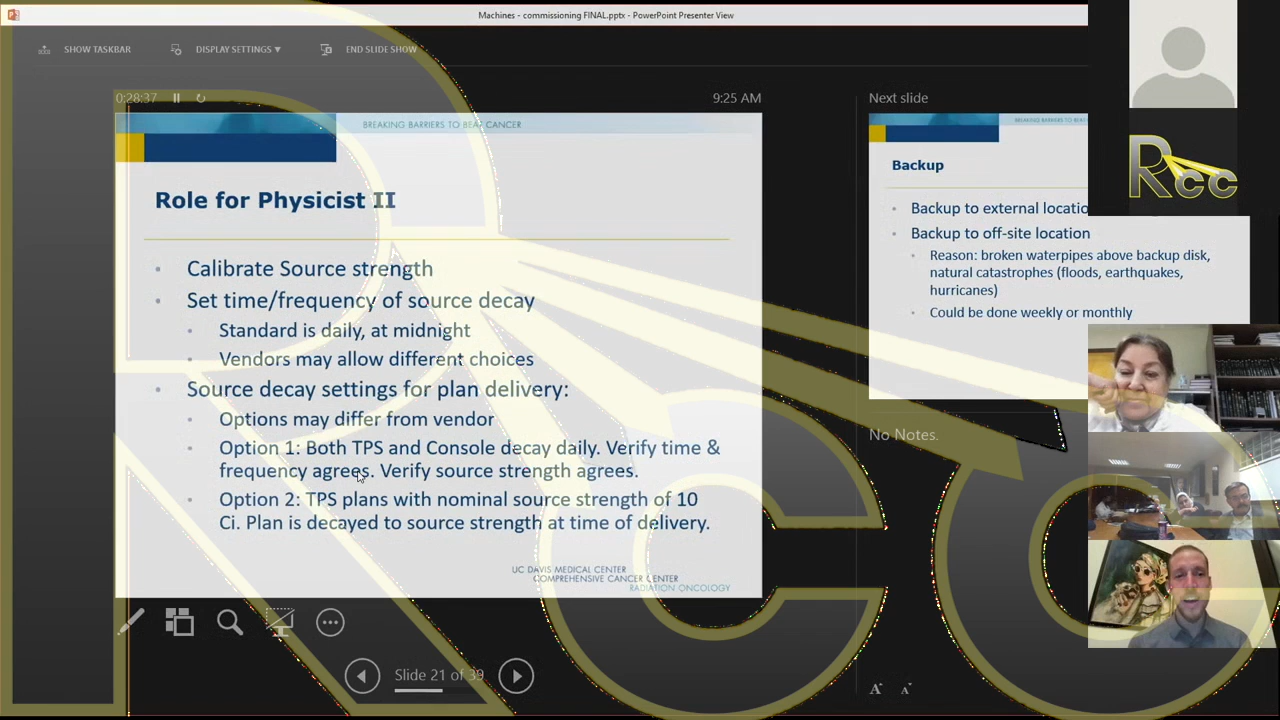 Machines - commissioning FINAL.pptx - PowerPoint Presenter View
SHOW TASKBAR
DISPLAY SETTINGS ▼
END SLIDE SHOW
0:28:37
9:25 AM
BREAKING BARRIERS TO BEAT CANCER
Role for Physicist II
• Calibrate Source strength
• Set time/frequency of source decay
• Standard is daily, at midnight
• Vendors may allow different choices
• Source decay settings for plan delivery:
• Options may differ from vendor
• Option 1: Both TPS and Console decay daily. Verify time &
frequency agrees. Verify source strength agrees.
• Option 2: TPS plans with nominal source strength of 10
Ci. Plan is decayed to source strength at time of delivery.
UC DAVIS MEDICAL CENTER
COMPREHENSIVE CANCER CENTER
RADIATION ONCOLOGY
Slide 21 of 39
Next slide
BREAKING BARRIERS TO
Backup
• Backup to external
• Backup to off-site location
• Reason: broken waterpipes above backup disk,
natural catastrophes (floods, earthquakes,
hurricanes)
• Could be done weekly or monthly
No Notes.
A A
Rcc
Rcc